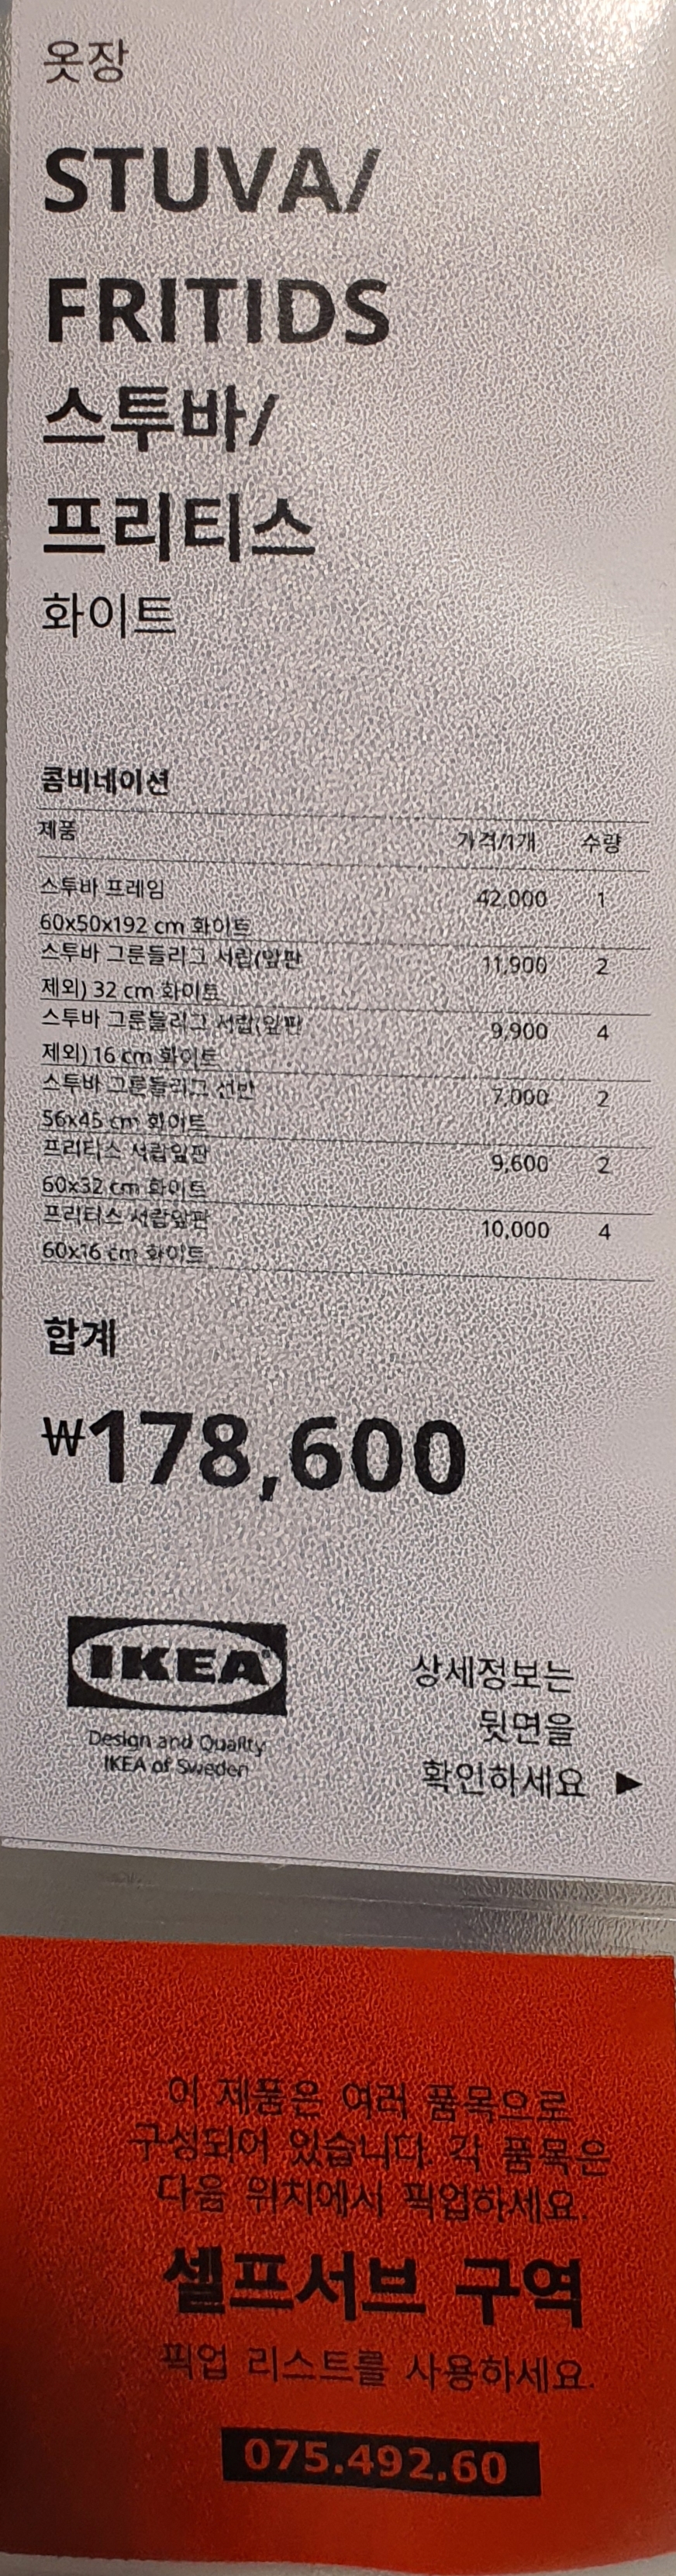 옷장
STUVA/
FRITIDS
스투바/
프리티스
화이트
콤비네이션
제품 가격/1개 수량
스투바 프레임 42,000 1
60x50x192 cm 화이트
스투바 그룬들리그 서랍(앞판 11,900 2
제외) 32 cm 화이트
스투바 그룬들리그 서랍(앞판 9,900 4
제외) 16 cm 화이트
스투바 그룬들리그 선반 7,000 2
56x45 cm 화이트
프리티스 서랍앞판 9,600 2
60x32 cm 화이트
프리티스 서랍앞판 10,000 4
60x16 cm 화이트
합계
₩178,600
IKEA
Design and Quality
IKEA of Sweden
상세정보는
뒷면을
확인하세요 ▶
이 제품은 여러 품목으로
구성되어 있습니다. 각 품목은
다음 위치에서 픽업하세요.
셀프서브 구역
픽업 리스트를 사용하세요.
075.492.60